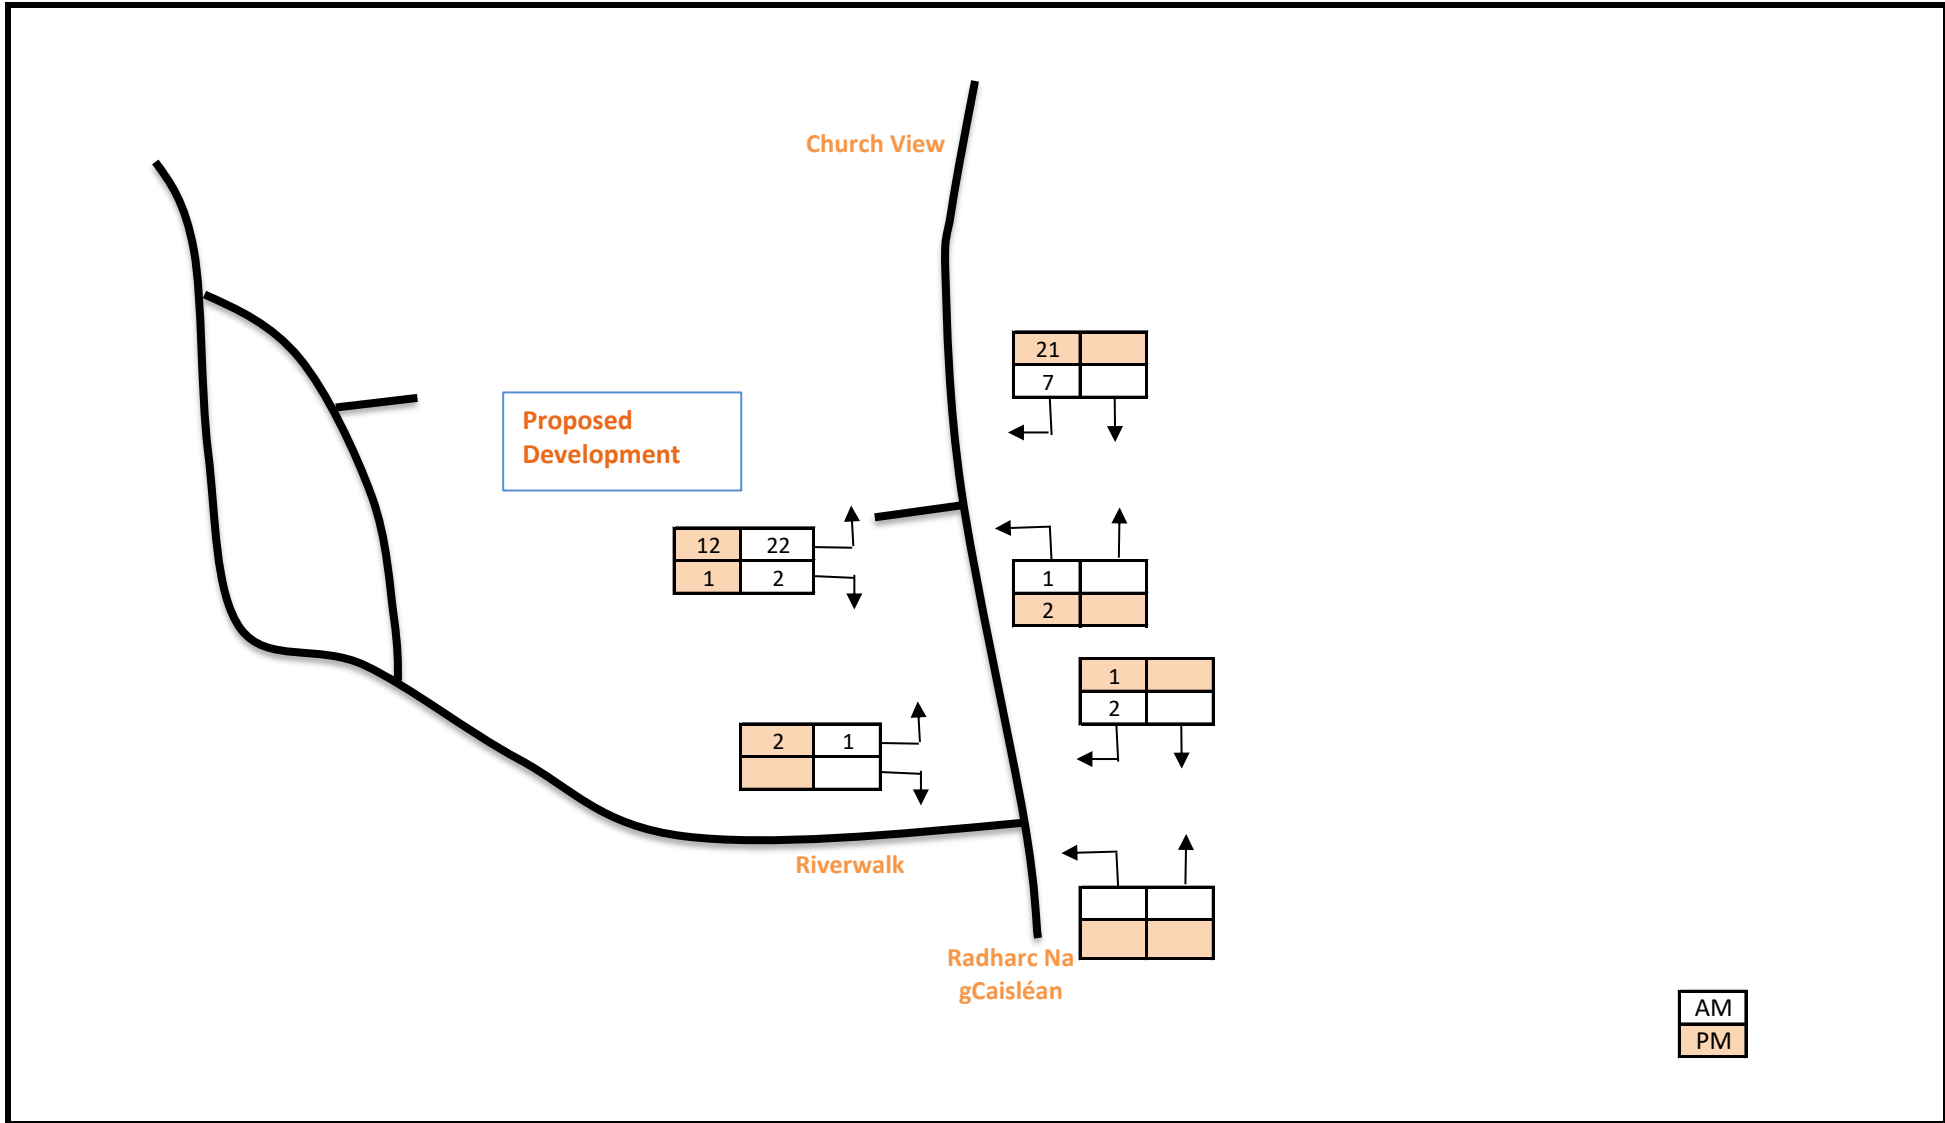 Church View
21
7
Proposed
Development
12 22
1 2
1
2
1
2
2 1
Riverwalk
Radharc Na
gCaisléan
AM
PM